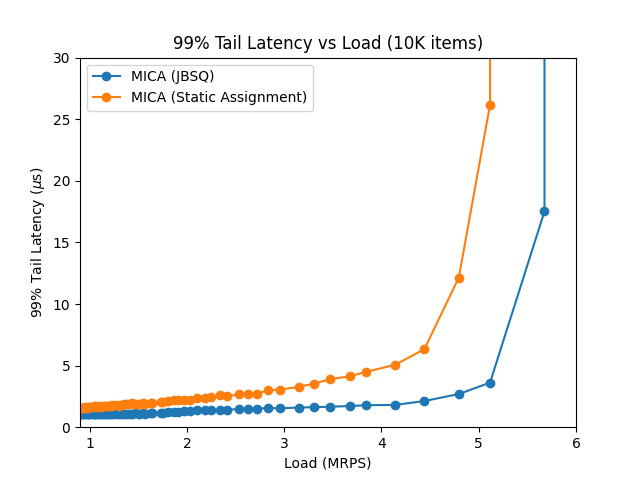 99% Tail Latency vs Load (10K items)
MICA (JBSQ)
MICA (Static Assignment)
30
25
20
15
10
5
0
99% Tail Latency (μs)
1 2 3 4 5 6
Load (MRPS)